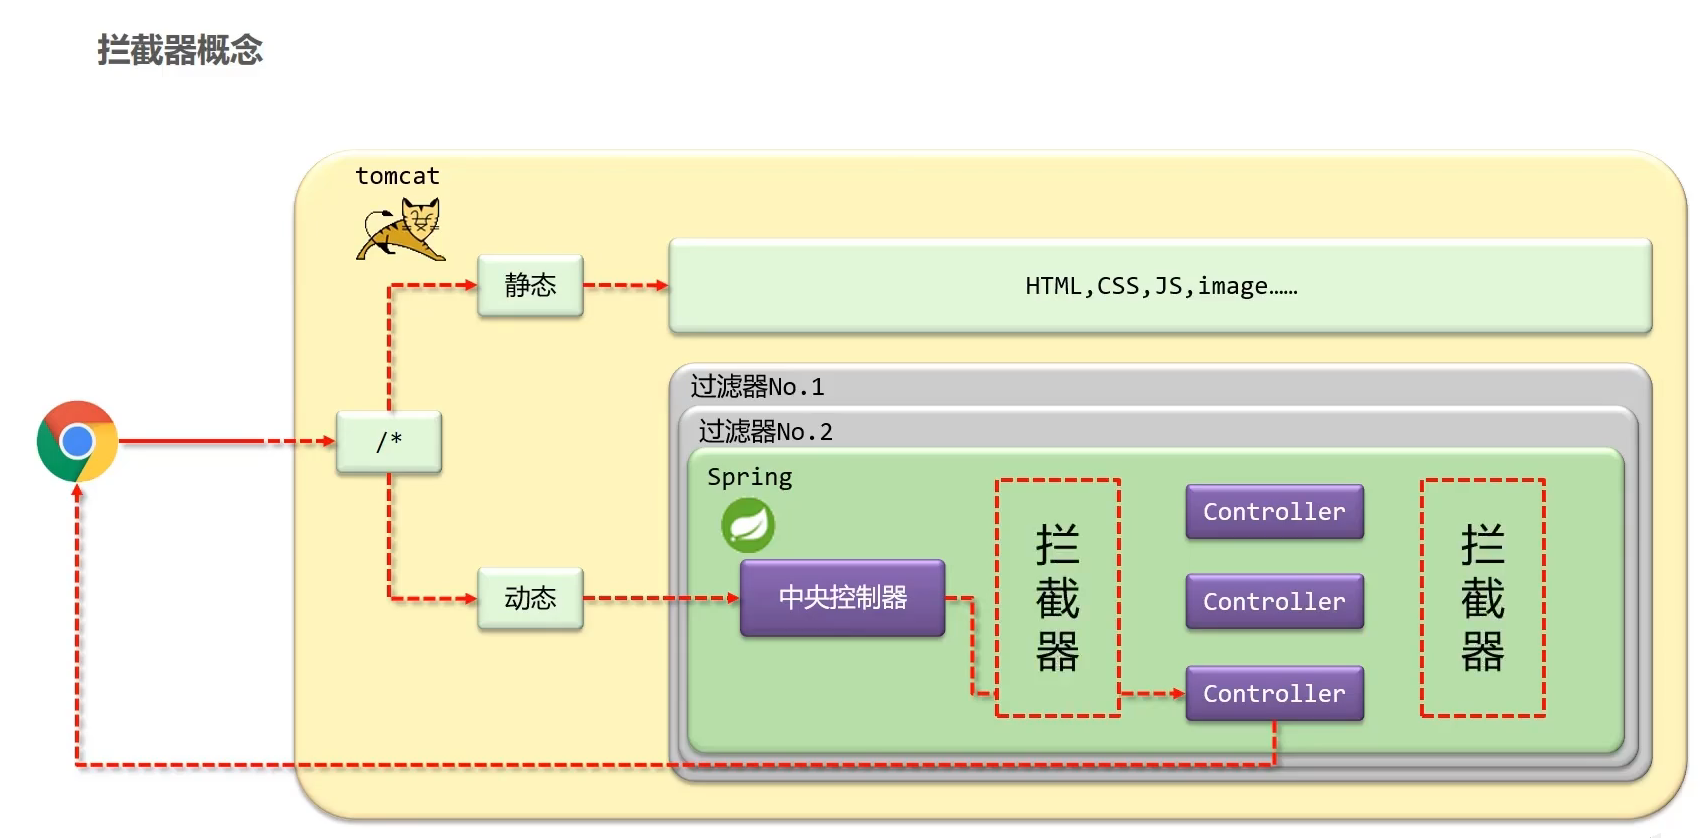 拦截器概念
tomcat
静态
HTML,CSS,JS,image……
/*
动态
过滤器No.1
过滤器No.2
Spring
中央控制器
拦截器
Controller
Controller
Controller
拦截器